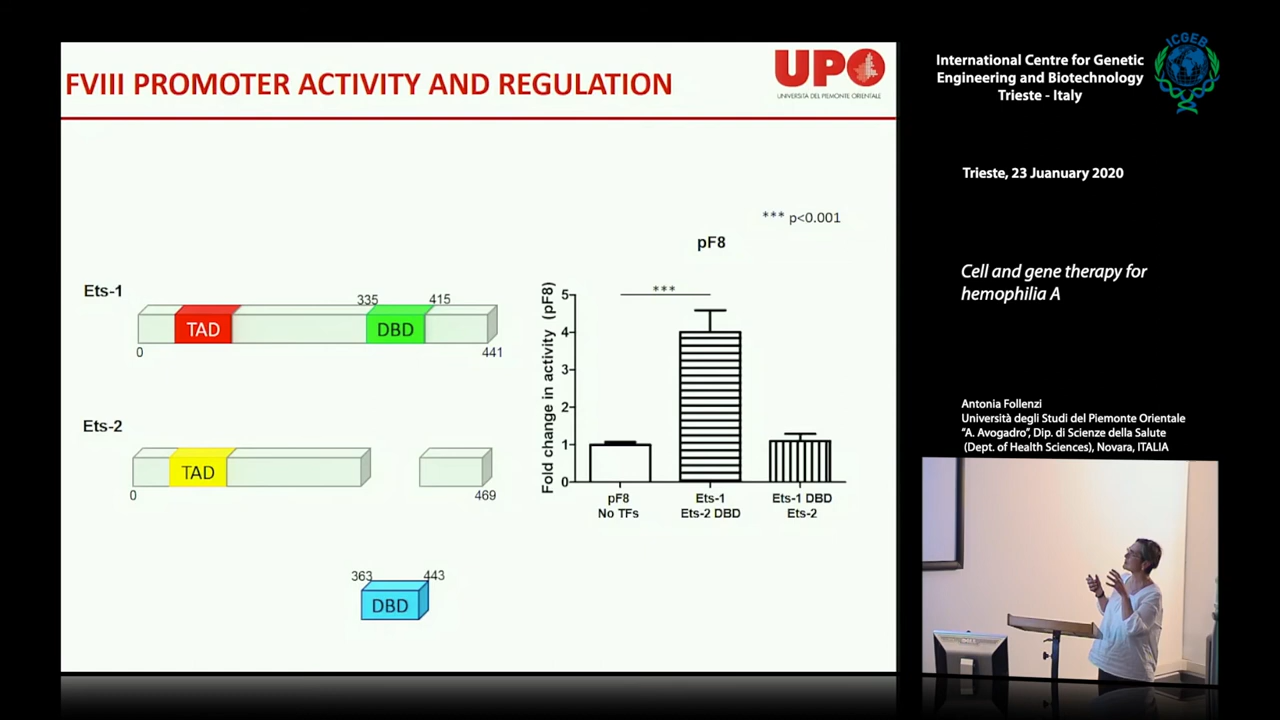 FVIII PROMOTER ACTIVITY AND REGULATION
UPO
UNIVERSITÀ DEL PIEMONTE ORIENTALE
*** p<0.001
pF8
Ets-1
TAD
335
DBD
415
0
441
Ets-2
TAD
0
469
363
443
DBD
Fold change in activity (pF8)
***
5
4
3
2
1
0
pF8
No TFs
Ets-1
Ets-2 DBD
Ets-1 DBD
Ets-2
ICGEB
International Centre for Genetic
Engineering and Biotechnology
Trieste - Italy
Trieste, 23 Juanuary 2020
Cell and gene therapy for
hemophilia A
Antonia Follenzi
Università degli Studi del Piemonte Orientale
“A. Avogadro”, Dip. di Scienze della Salute
(Dept. of Health Sciences), Novara, ITALIA
DELL